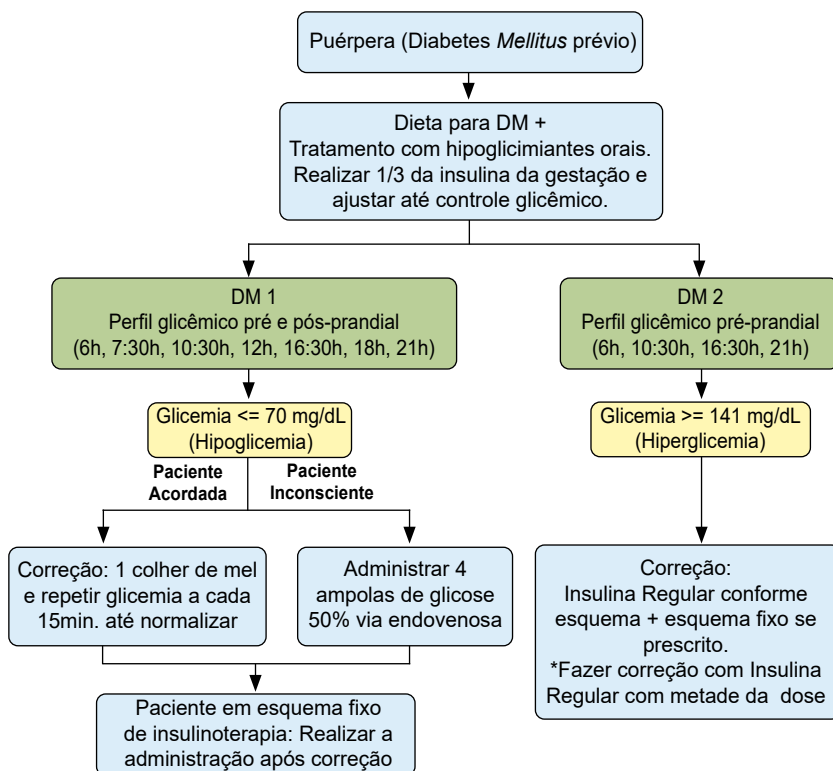 Puérpera (Diabetes Mellitus prévio)
Dieta para DM +
Tratamento com hipoglicimiantes orais.
Realizar 1/3 da insulina da gestação e
ajustar até controle glicêmico.
DM 1
Perfil glicêmico pré e pós-prandial
(6h, 7:30h, 10:30h, 12h, 16:30h, 18h, 21h)
DM 2
Perfil glicêmico pré-prandial
(6h, 10:30h, 16:30h, 21h)
Glicemia <= 70 mg/dL
(Hipoglicemia)
Glicemia >= 141 mg/dL
(Hiperglicemia)
Paciente
Acordada
Paciente
Inconsciente
Correção: 1 colher de mel
e repetir glicemia a cada
15min. até normalizar
Administrar 4
ampolas de glicose
50% via endovenosa
Correção:
Insulina Regular conforme
esquema + esquema fixo se
prescrito.
*Fazer correção com Insulina
Regular com metade da dose
Paciente em esquema fixo
de insulinoterapia: Realizar a
administração após correção